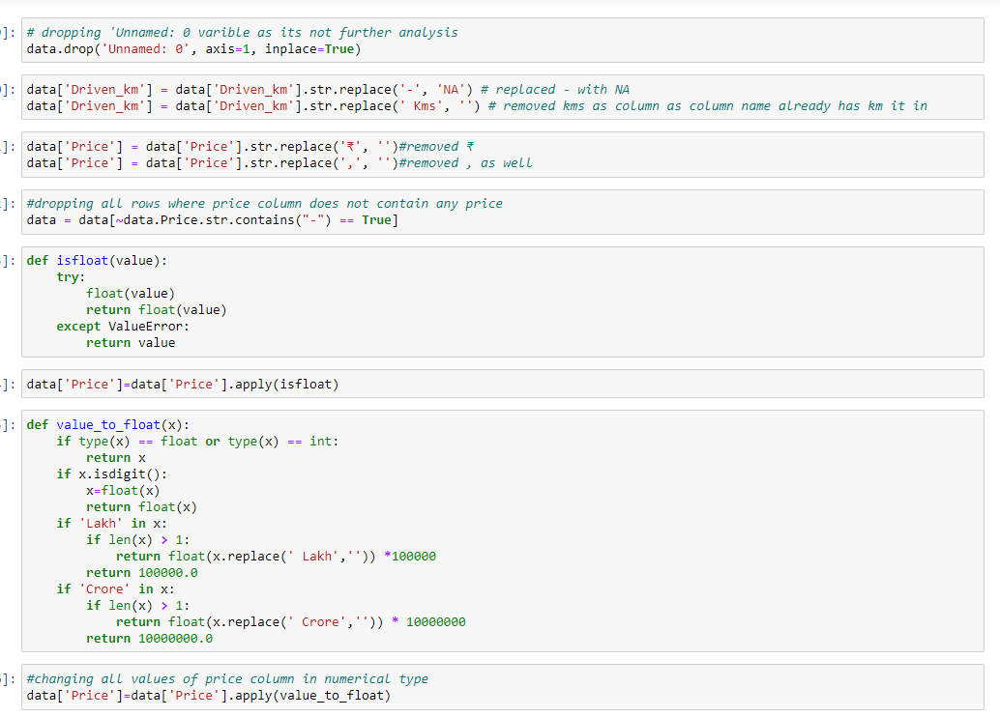 ]: # dropping 'Unnamed: 0 varible as its not further analysis
data.drop('Unnamed: 0', axis=1, inplace=True)
]: data['Driven_km'] = data['Driven_km'].str.replace('-', 'NA') # replaced - with NA
data['Driven_km'] = data['Driven_km'].str.replace(' Kms', '') # removed kms as column as column name already has km it in
]: data['Price'] = data['Price'].str.replace('₹', '')#removed ₹
data['Price'] = data['Price'].str.replace(',', '')#removed , as well
]: #dropping all rows where price column does not contain any price
data = data[~data.Price.str.contains("-") == True]
]: def isfloat(value):
    try:
        float(value)
        return float(value)
    except ValueError:
        return value
]: data['Price']=data['Price'].apply(isfloat)
]: def value_to_float(x):
    if type(x) == float or type(x) == int:
        return x
    if x.isdigit():
        x=float(x)
        return float(x)
    if 'Lakh' in x:
        if len(x) > 1:
            return float(x.replace(' Lakh','')) *100000
        return 100000.0
    if 'Crore' in x:
        if len(x) > 1:
            return float(x.replace(' Crore','')) * 10000000
        return 10000000.0
]: #changing all values of price column in numerical type
data['Price']=data['Price'].apply(value_to_float)